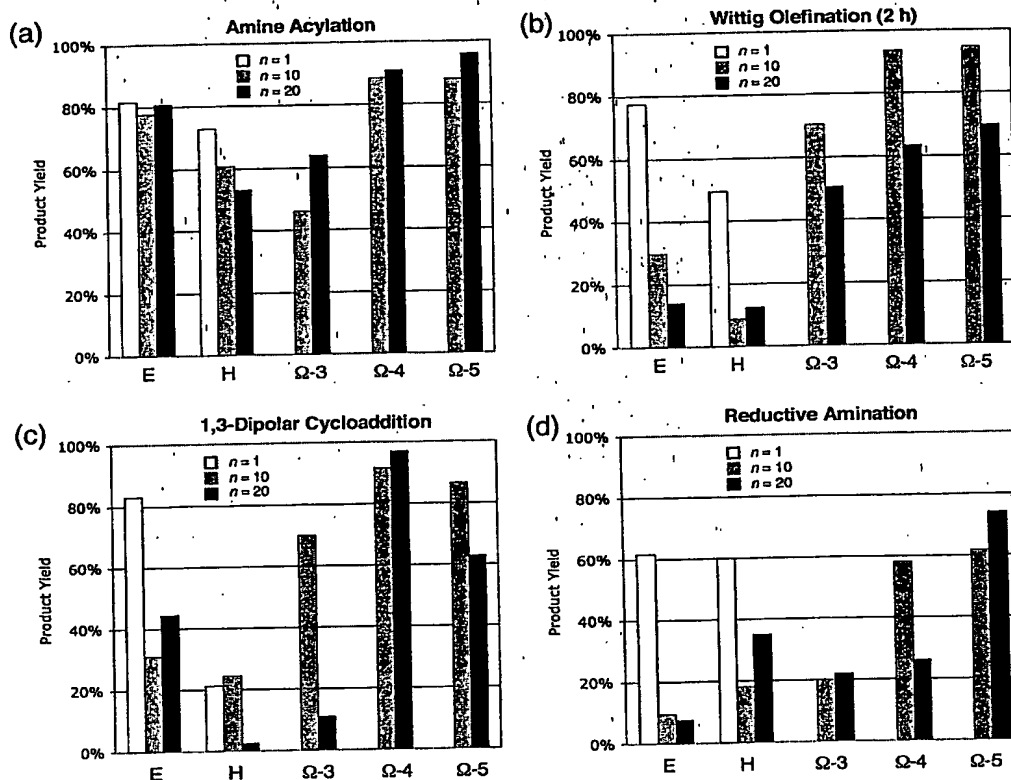 (a)
Amine Acylation
100%
80%
60%
40%
20%
0%
Product Yield
n = 1
n = 10
n = 20
E H Ω-3 Ω-4 Ω-5
(b)
Wittig Olefination (2 h)
100%
80%
60%
40%
20%
0%
Product Yield
n = 1
n = 10
n = 20
E H Ω-3 Ω-4 Ω-5
(c)
1,3-Dipolar Cycloaddition
100%
80%
60%
40%
20%
0%
Product Yield
n = 1
n = 10
n = 20
E H Ω-3 Ω-4 Ω-5
(d)
Reductive Amination
100%
80%
60%
40%
20%
0%
Product Yield
n = 1
n = 10
n = 20
E H Ω-3 Ω-4 Ω-5